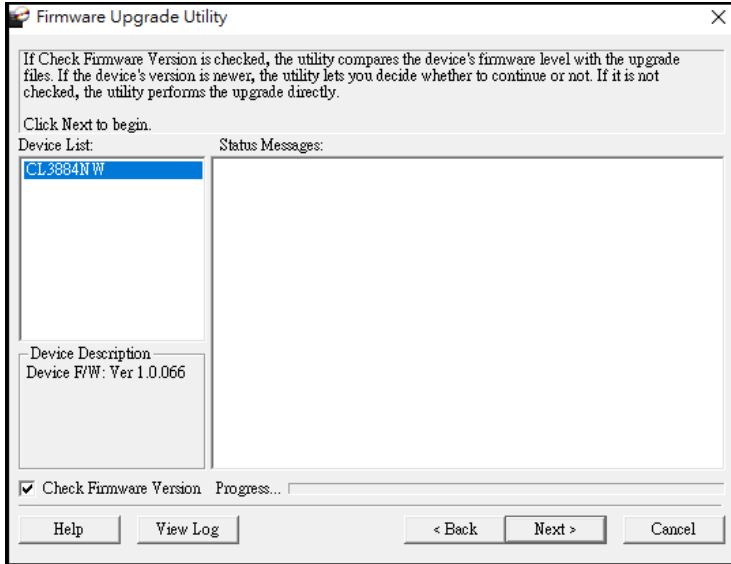 Firmware Upgrade Utility
If Check Firmware Version is checked, the utility compares the device's firmware level with the upgrade
files. If the device's version is newer, the utility lets you decide whether to continue or not. If it is not
checked, the utility performs the upgrade directly.
Click Next to begin.
Device List:
Status Messages:
CL3884NW
Device Description
Device F/W: Ver 1.0.066
Check Firmware Version Progress...
Help View Log < Back Next > Cancel